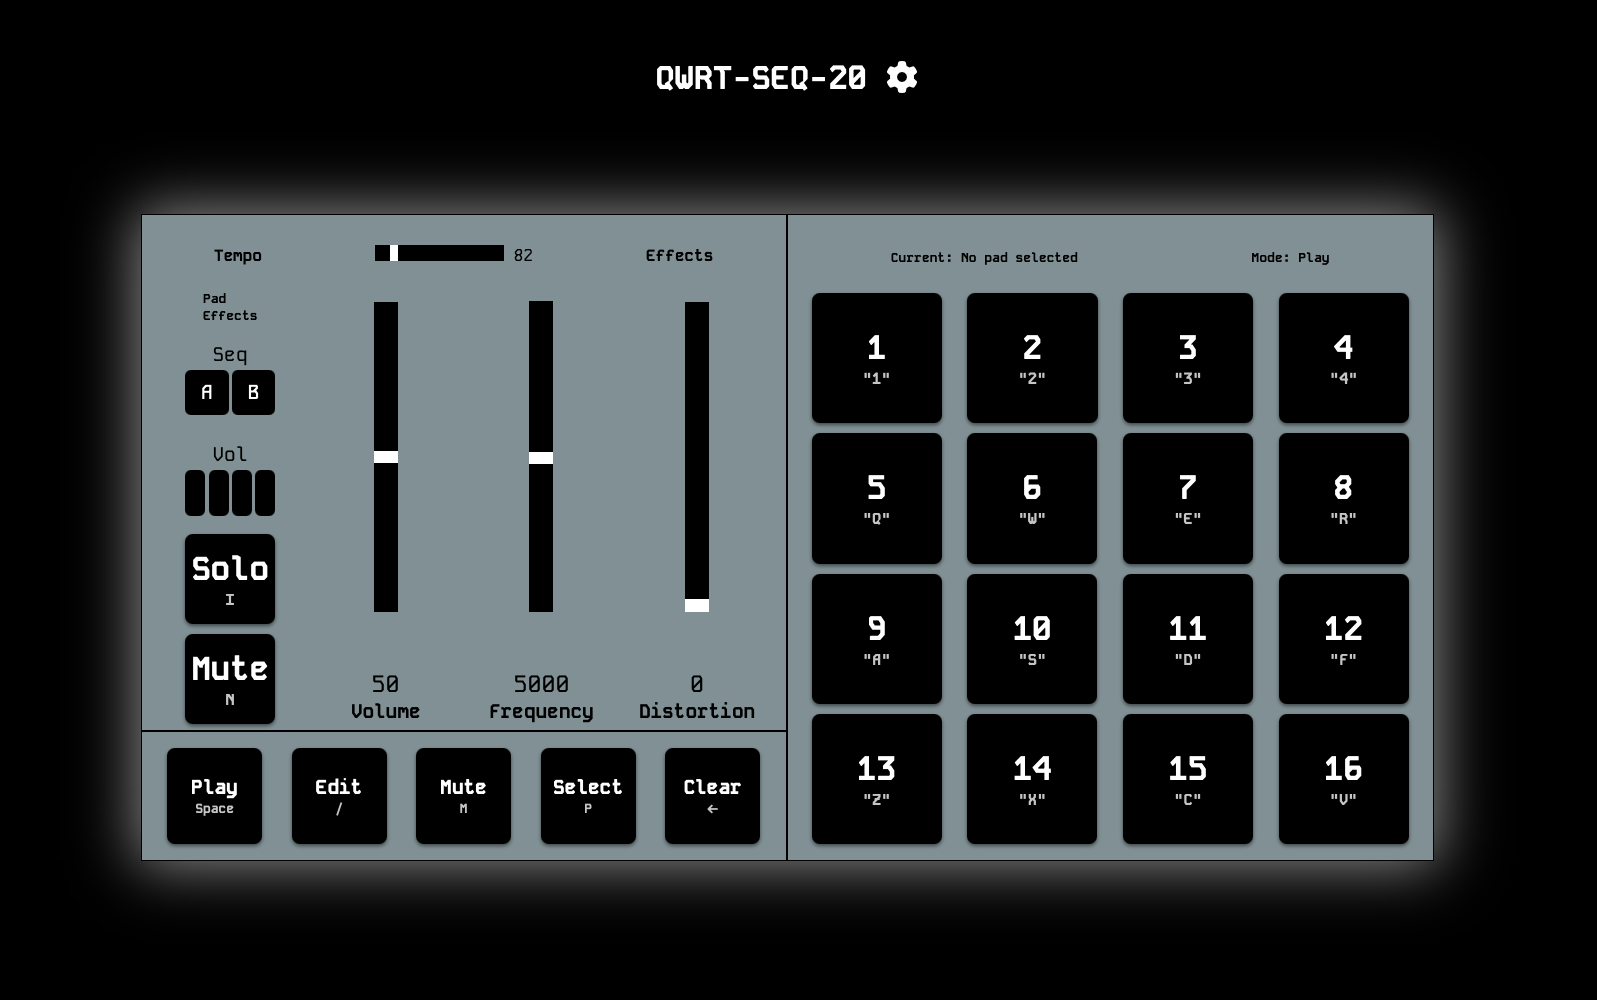 QWRT-SEQ-20
Tempo
82
Effects
Pad
Effects
Seq
A B
Vol
Solo
I
Mute
N
50
Volume
5000
Frequency
0
Distortion
Play
Space
Edit
/
Mute
M
Select
P
Clear
←
Current: No pad selected
Mode: Play
1
"1"
2
"2"
3
"3"
4
"4"
5
"Q"
6
"W"
7
"E"
8
"R"
9
"A"
10
"S"
11
"D"
12
"F"
13
"Z"
14
"X"
15
"C"
16
"V"